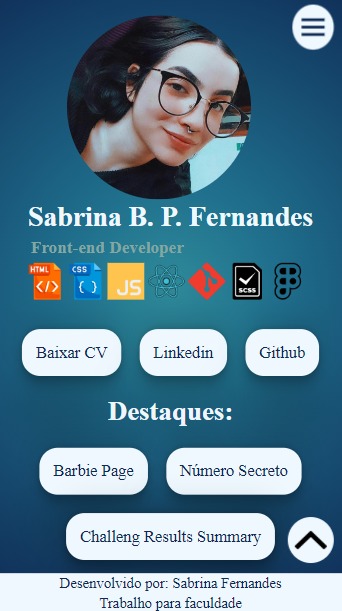 Sabrina B. P. Fernandes
Front-end Developer
HTML CSS JS SCSS
Baixar CV Linkedin Github
Destaques:
Barbie Page Número Secreto
Challeng Results Summary
Desenvolvido por: Sabrina Fernandes
Trabalho para faculdade